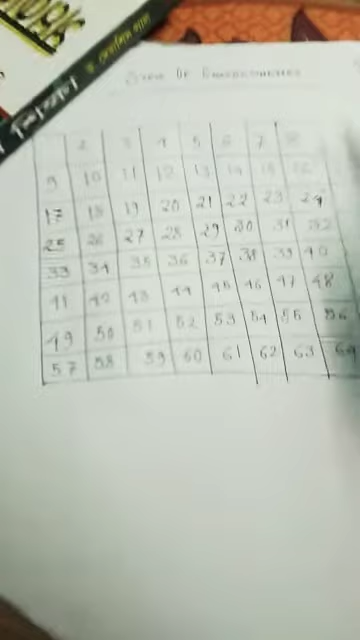 SIEVE OF ERATOSTHENES
2 3 4 5 6 7 8
9 10 11 12 13 14 15 16
17 18 19 20 21 22 23 24
25 26 27 28 29 30 31 32
33 34 35 36 37 38 39 40
41 42 43 44 45 46 47 48
49 50 51 52 53 54 55 56
57 58 59 60 61 62 63 64